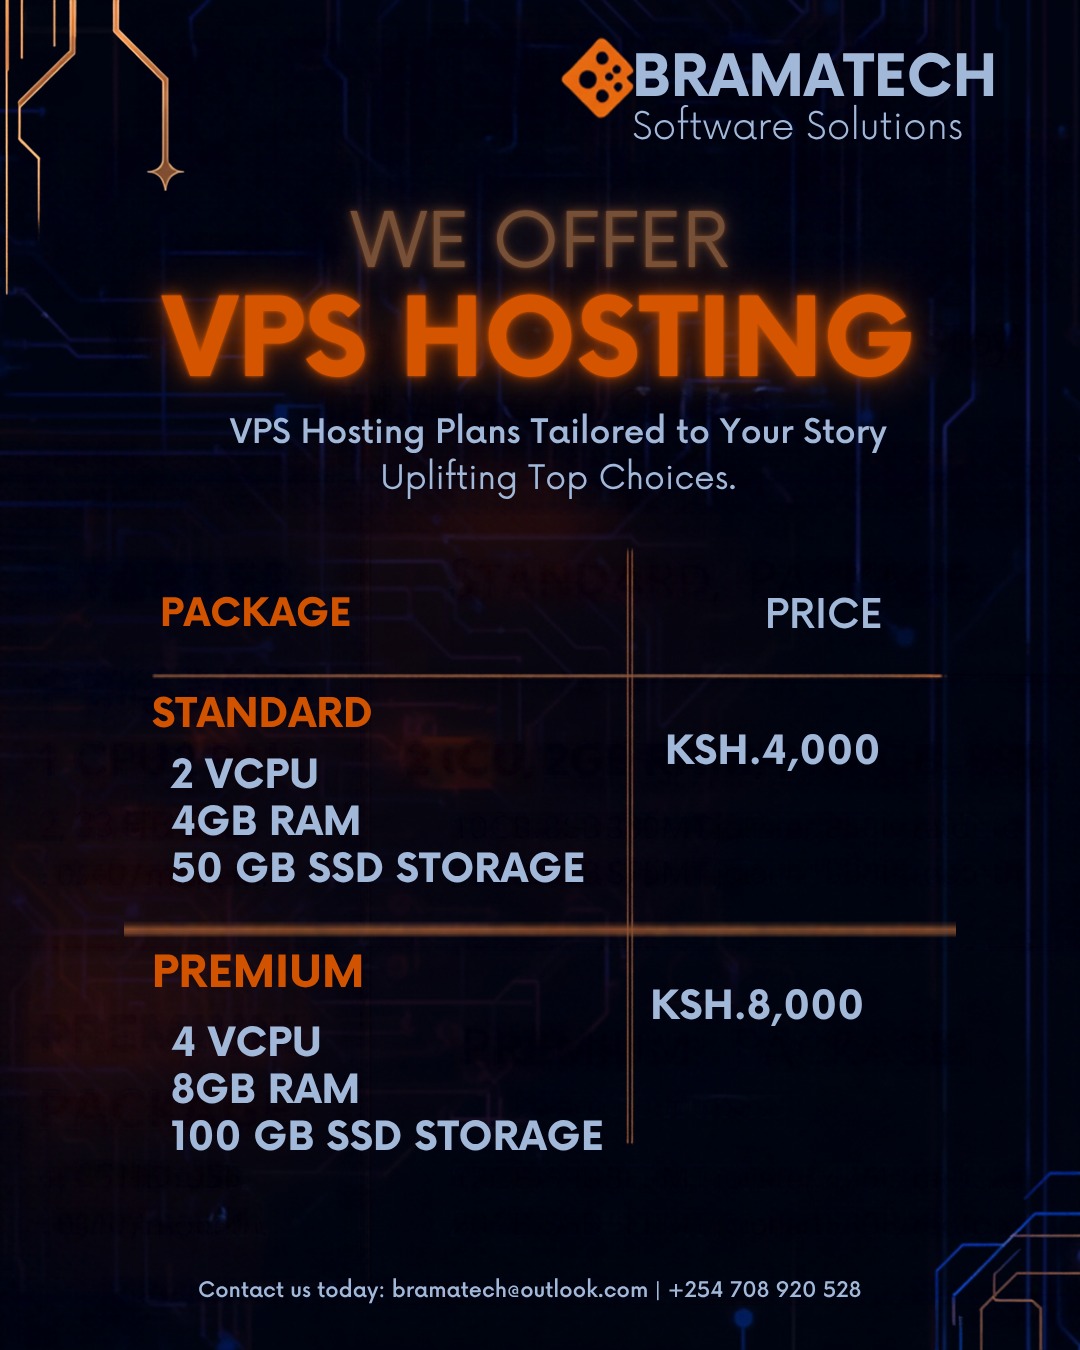 BRAMATECH
Software Solutions
WE OFFER
VPS HOSTING
VPS Hosting Plans Tailored to Your Story
Uplifting Top Choices.
PACKAGE
PRICE
STANDARD
KSH.4,000
2 VCPU
4GB RAM
50 GB SSD STORAGE
PREMIUM
KSH.8,000
4 VCPU
8GB RAM
100 GB SSD STORAGE
Contact us today: bramatech@outlook.com | +254 708 920 528